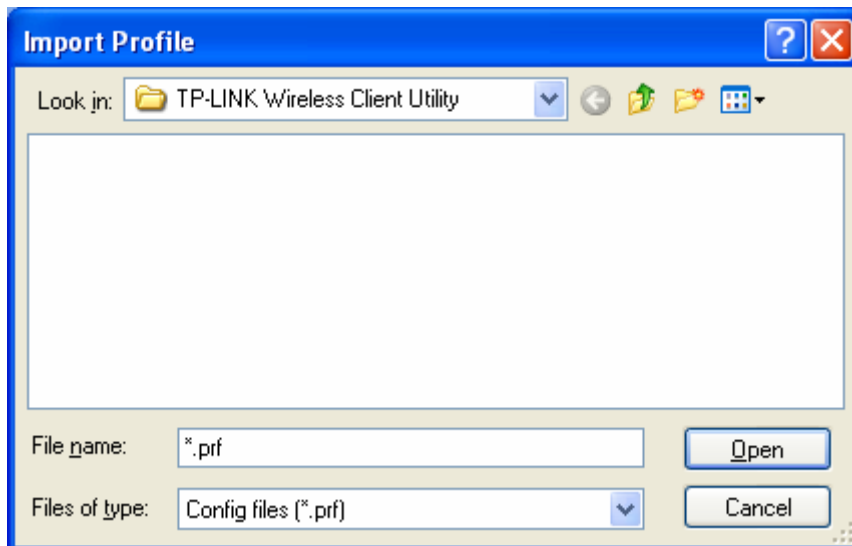 Import Profile
Look in: TP-LINK Wireless Client Utility
File name: *.prf
Open
Files of type: Config files (*.prf)
Cancel